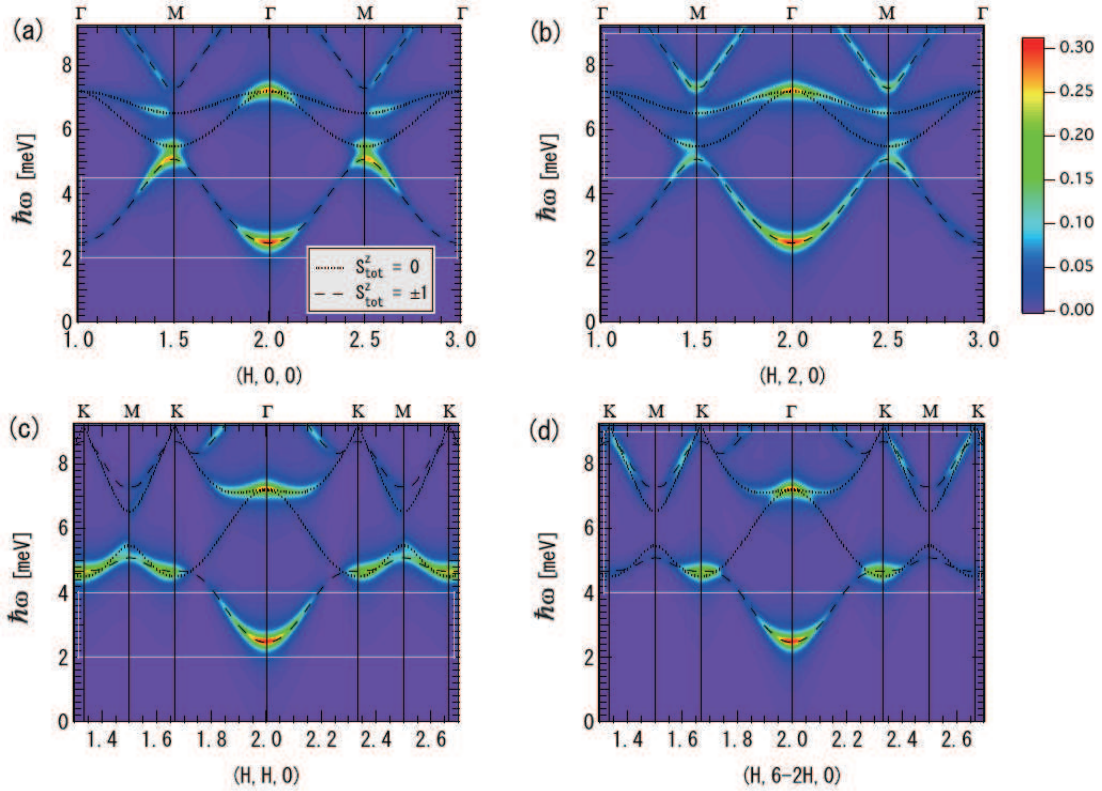 Γ M Γ M Γ
(a)
ħω [meV]
8
6
4
2
0
S^z_tot = 0
S^z_tot = ±1
1.0 1.5 2.0 2.5 3.0
(H, 0, 0)
Γ M Γ M Γ
(b)
ħω [meV]
8
6
4
2
0
1.0 1.5 2.0 2.5 3.0
(H, 2, 0)
0.30
0.25
0.20
0.15
0.10
0.05
0.00
K M K Γ K M K
(c)
ħω [meV]
8
6
4
2
0
1.4 1.6 1.8 2.0 2.2 2.4 2.6
(H, H, 0)
K M K Γ K M K
(d)
ħω [meV]
8
6
4
2
0
1.4 1.6 1.8 2.0 2.2 2.4 2.6
(H, 6-2H, 0)